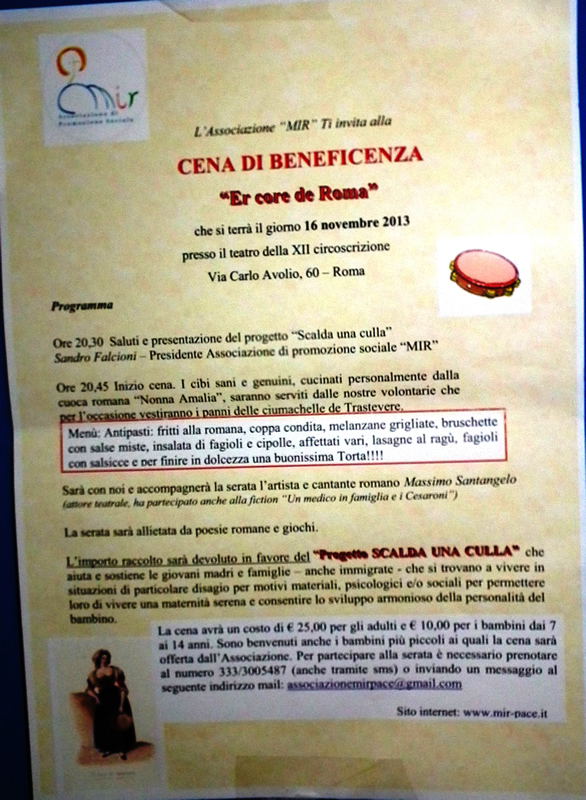 mir
Associazione di
Promozione Sociale
L'Associazione "MIR" Ti invita alla
CENA DI BENEFICENZA
"Er core de Roma"
che si terrà il giorno 16 novembre 2013
presso il teatro della XII circoscrizione
Via Carlo Avolio, 60 – Roma
Programma
Ore 20,30 Saluti e presentazione del progetto "Scalda una culla"
Sandro Falcioni – Presidente Associazione di promozione sociale "MIR"
Ore 20,45 Inizio cena. I cibi sani e genuini, cucinati personalmente dalla
cuoca romana "Nonna Amalia", saranno serviti dalle nostre volontarie che
per l'occasione vestiranno i panni delle ciumachelle de Trastevere.
Menù: Antipasti: fritti alla romana, coppa condita, melanzane grigliate, bruschette
con salse miste, insalata di fagioli e cipolle, affettati vari, lasagne al ragù, fagioli
con salsicce e per finire in dolcezza una buonissima Torta!!!!
Sarà con noi e accompagnerà la serata l'artista e cantante romano Massimo Santangelo
(attore teatrale, ha partecipato anche alla fiction "Un medico in famiglia e i Cesaroni")
La serata sarà allietata da poesie romane e giochi.
L'importo raccolto sarà devoluto in favore del "Progetto SCALDA UNA CULLA" che
aiuta e sostiene le giovani madri e famiglie – anche immigrate - che si trovano a vivere in
situazioni di particolare disagio per motivi materiali, psicologici e/o sociali per permettere
loro di vivere una maternità serena e consentire lo sviluppo armonioso della personalità del
bambino.
La cena avrà un costo di € 25,00 per gli adulti e € 10,00 per i bambini dai 7
ai 14 anni. Sono benvenuti anche i bambini più piccoli ai quali la cena sarà
offerta dall'Associazione. Per partecipare alla serata è necessario prenotare
al numero 333/3005487 (anche tramite sms) o inviando un messaggio al
seguente indirizzo mail: associazionemirpace@gmail.com
Sito internet: www.mir-pace.it